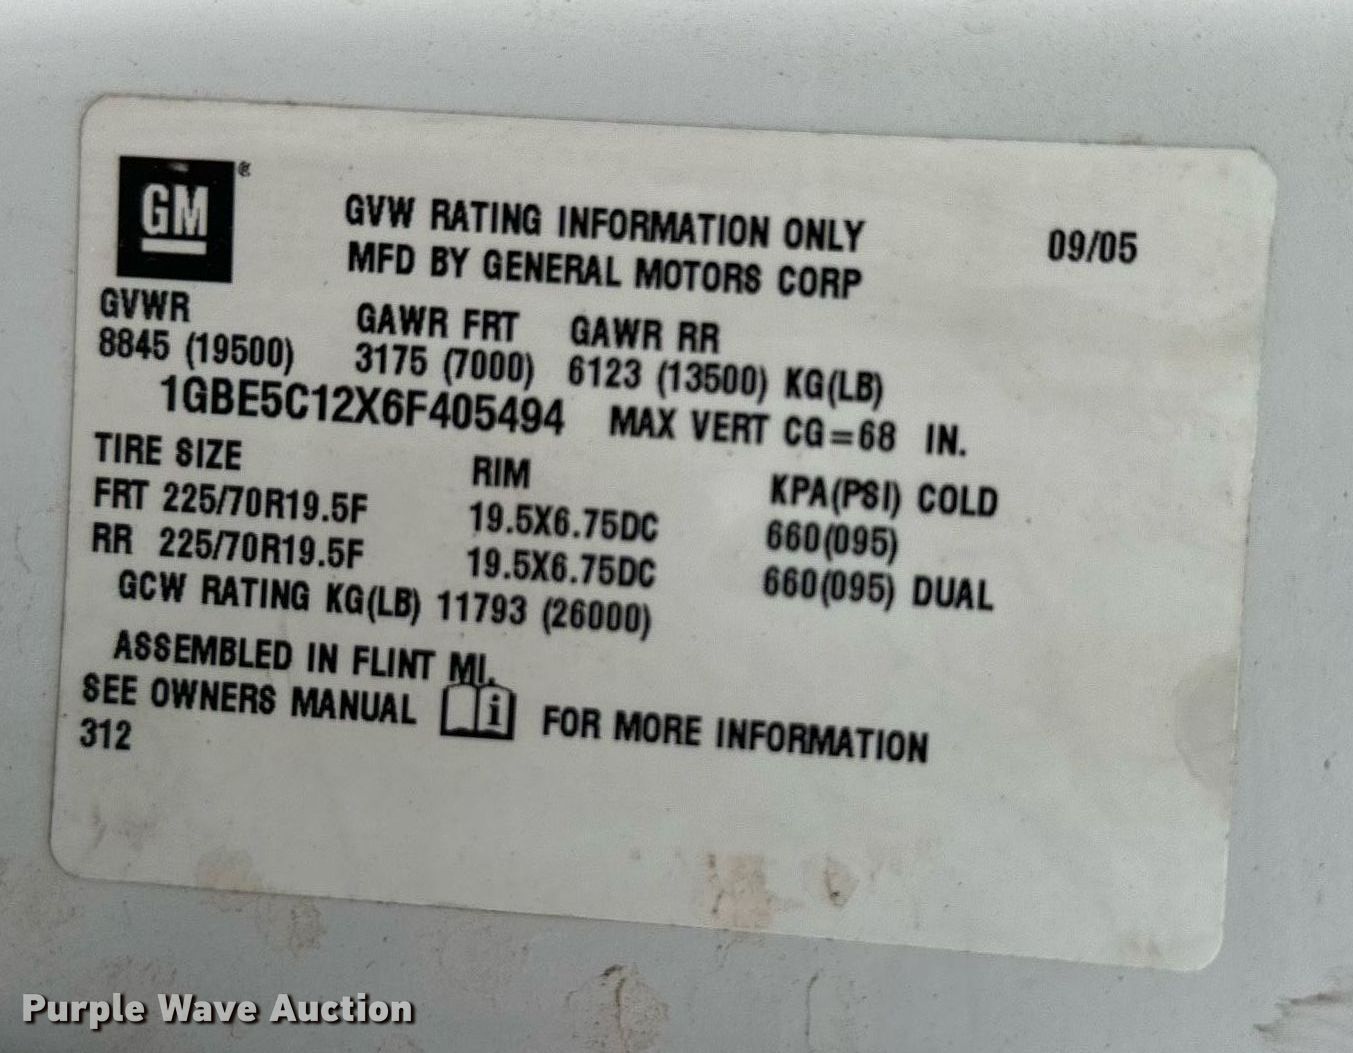 GM ®
GVW RATING INFORMATION ONLY 09/05
MFD BY GENERAL MOTORS CORP
GVWR GAWR FRT GAWR RR
8845 (19500) 3175 (7000) 6123 (13500) KG(LB)
1GBE5C12X6F405494 MAX VERT CG=68 IN.
TIRE SIZE RIM KPA(PSI) COLD
FRT 225/70R19.5F 19.5X6.75DC 660(095)
RR 225/70R19.5F 19.5X6.75DC 660(095) DUAL
GCW RATING KG(LB) 11793 (26000)
ASSEMBLED IN FLINT MI.
SEE OWNERS MANUAL i FOR MORE INFORMATION
312
Purple Wave Auction